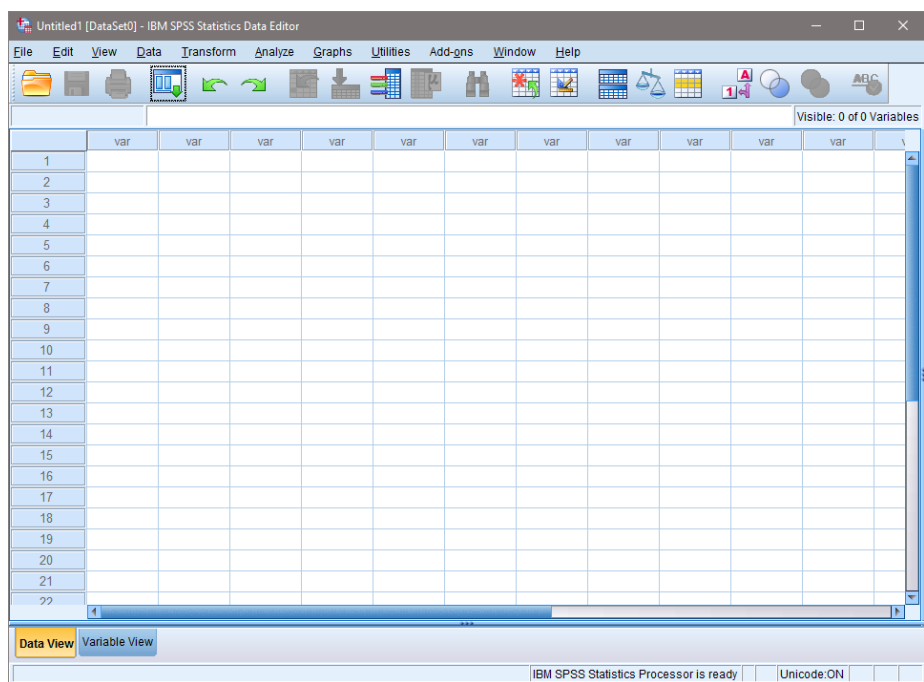 Untitled1 [DataSet0] - IBM SPSS Statistics Data Editor
File Edit View Data Transform Analyze Graphs Utilities Add-ons Window Help
A
1
ABC
Visible: 0 of 0 Variables
var var var var var var var var var var var
1
2
3
4
5
6
7
8
9
10
11
12
13
14
15
16
17
18
19
20
21
22
Data View Variable View
IBM SPSS Statistics Processor is ready Unicode:ON